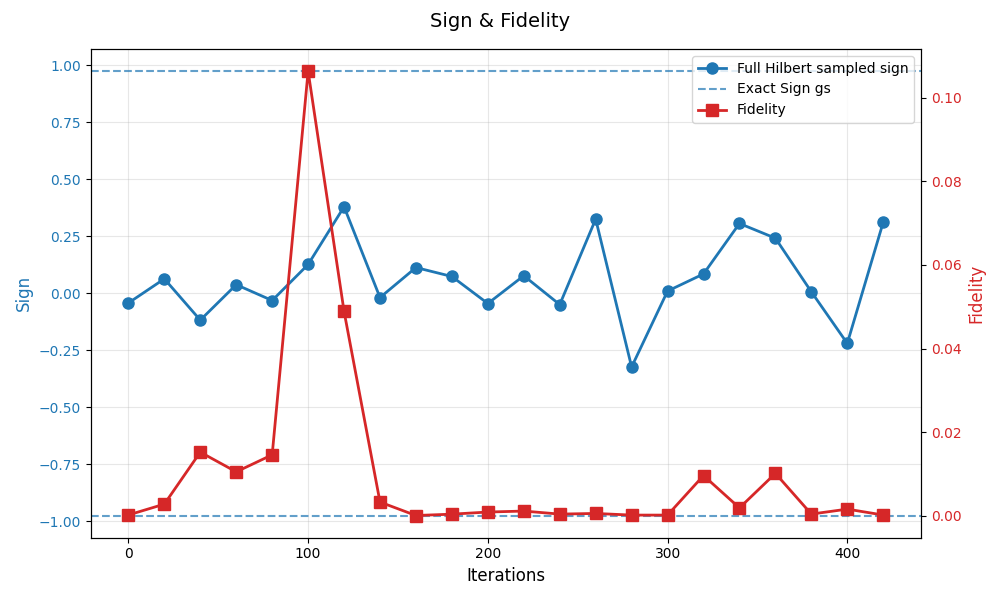 Sign & Fidelity
Full Hilbert sampled sign
Exact Sign gs
Fidelity
Sign
1.00
0.75
0.50
0.25
0.00
−0.25
−0.50
−0.75
−1.00
0.10
0.08
0.06
0.04
0.02
0.00
Fidelity
0 100 200 300 400
Iterations